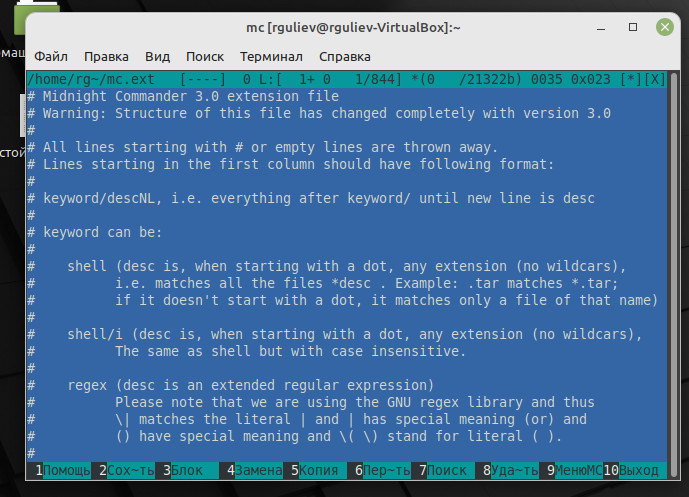 mc [rguliev@rguliev-VirtualBox]:~
Файл Правка Вид Поиск Терминал Справка
/home/rg~/mc.ext [----] 0 L:[ 1+ 0 1/844] *(0 /21322b) 0035 0x023 [*][X]
# Midnight Commander 3.0 extension file
# Warning: Structure of this file has changed completely with version 3.0
#
# All lines starting with # or empty lines are thrown away.
# Lines starting in the first column should have following format:
#
# keyword/descNL, i.e. everything after keyword/ until new line is desc
#
# keyword can be:
#
# shell (desc is, when starting with a dot, any extension (no wildcars),
# i.e. matches all the files *desc . Example: .tar matches *.tar;
# if it doesn't start with a dot, it matches only a file of that name)
#
# shell/i (desc is, when starting with a dot, any extension (no wildcars),
# The same as shell but with case insensitive.
#
# regex (desc is an extended regular expression)
# Please note that we are using the GNU regex library and thus
# \| matches the literal | and | has special meaning (or) and
# () have special meaning and \( \) stand for literal ( ).
#
1Помощь 2Сох~ть 3Блок 4Замена 5Копия 6Пер~ть 7Поиск 8Уда~ть 9МенюMC 10Выход